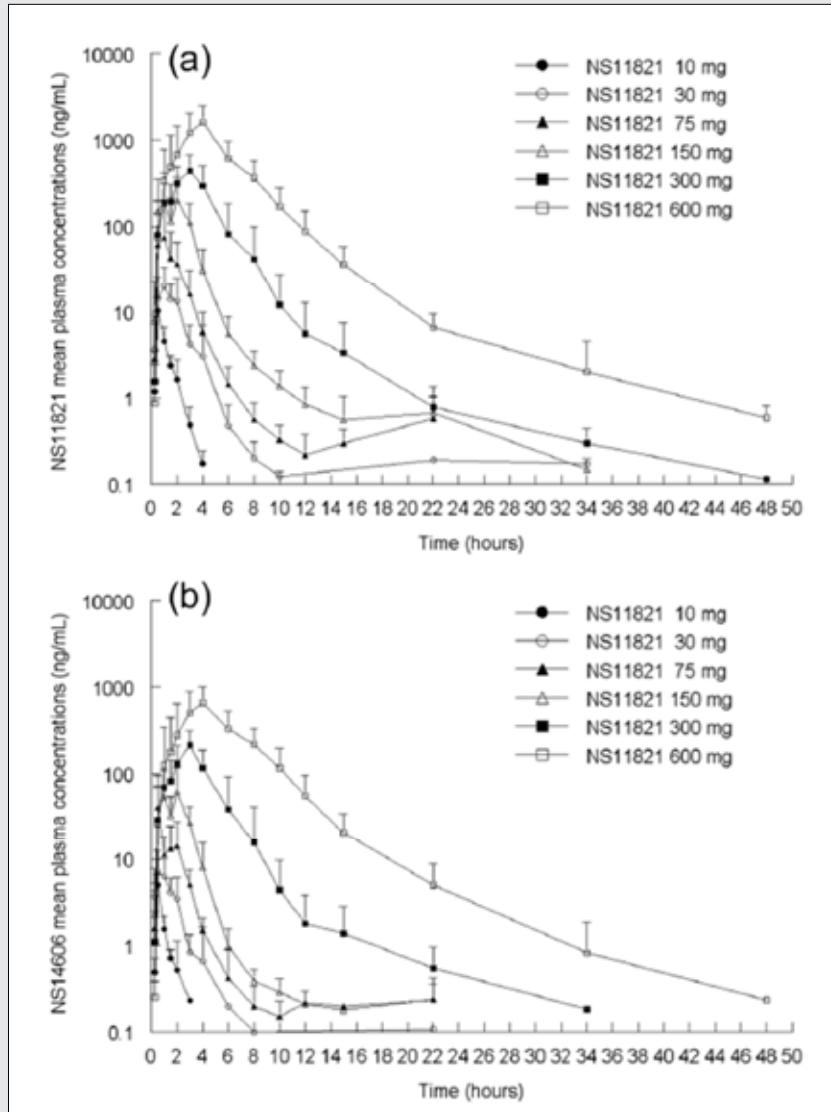 (a)
10000
1000
100
10
1
0.1
NS11821 mean plasma concentrations (ng/mL)
NS11821 10 mg
NS11821 30 mg
NS11821 75 mg
NS11821 150 mg
NS11821 300 mg
NS11821 600 mg
0 2 4 6 8 10 12 14 16 18 20 22 24 26 28 30 32 34 36 38 40 42 44 46 48 50
Time (hours)
(b)
10000
1000
100
10
1
0.1
NS14606 mean plasma concentrations (ng/mL)
NS11821 10 mg
NS11821 30 mg
NS11821 75 mg
NS11821 150 mg
NS11821 300 mg
NS11821 600 mg
0 2 4 6 8 10 12 14 16 18 20 22 24 26 28 30 32 34 36 38 40 42 44 46 48 50
Time (hours)